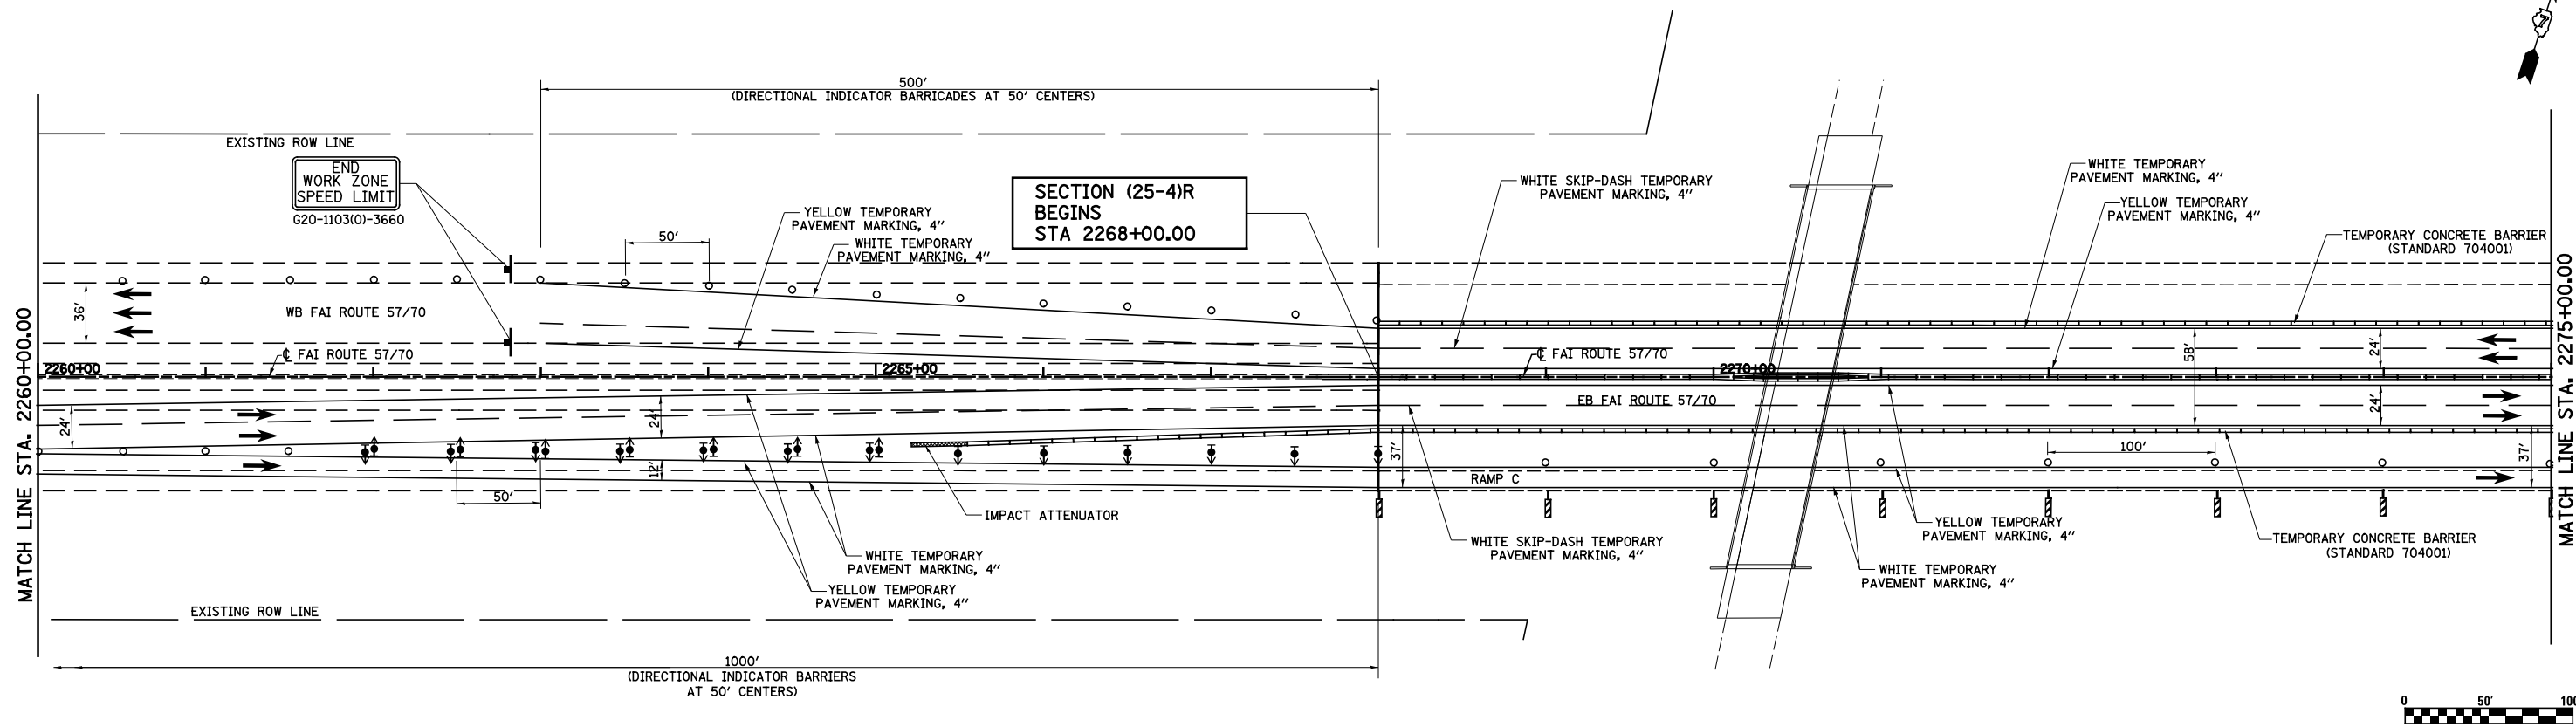 7
500'
(DIRECTIONAL INDICATOR BARRICADES AT 50' CENTERS)
EXISTING ROW LINE
END
WORK ZONE
SPEED LIMIT
G20-1103(0)-3660
YELLOW TEMPORARY
PAVEMENT MARKING, 4"
50'
WHITE TEMPORARY
PAVEMENT MARKING, 4"
SECTION (25-4)R
BEGINS
STA 2268+00.00
WHITE SKIP-DASH TEMPORARY
PAVEMENT MARKING, 4"
WHITE TEMPORARY
PAVEMENT MARKING, 4"
YELLOW TEMPORARY
PAVEMENT MARKING, 4"
TEMPORARY CONCRETE BARRIER
(STANDARD 704001)
MATCH LINE STA. 2260+00.00
36'
WB FAI ROUTE 57/70
℄ FAI ROUTE 57/70
2260+00
2265+00
℄ FAI ROUTE 57/70
2270+00
58'
24'
MATCH LINE STA. 2275+00.00
24'
24'
EB FAI ROUTE 57/70
24'
37'
100'
37'
12'
50'
RAMP C
IMPACT ATTENUATOR
WHITE TEMPORARY
PAVEMENT MARKING, 4"
YELLOW TEMPORARY
PAVEMENT MARKING, 4"
WHITE SKIP-DASH TEMPORARY
PAVEMENT MARKING, 4"
YELLOW TEMPORARY
PAVEMENT MARKING, 4"
WHITE TEMPORARY
PAVEMENT MARKING, 4"
TEMPORARY CONCRETE BARRIER
(STANDARD 704001)
EXISTING ROW LINE
1000'
(DIRECTIONAL INDICATOR BARRIERS
AT 50' CENTERS)
0 50'